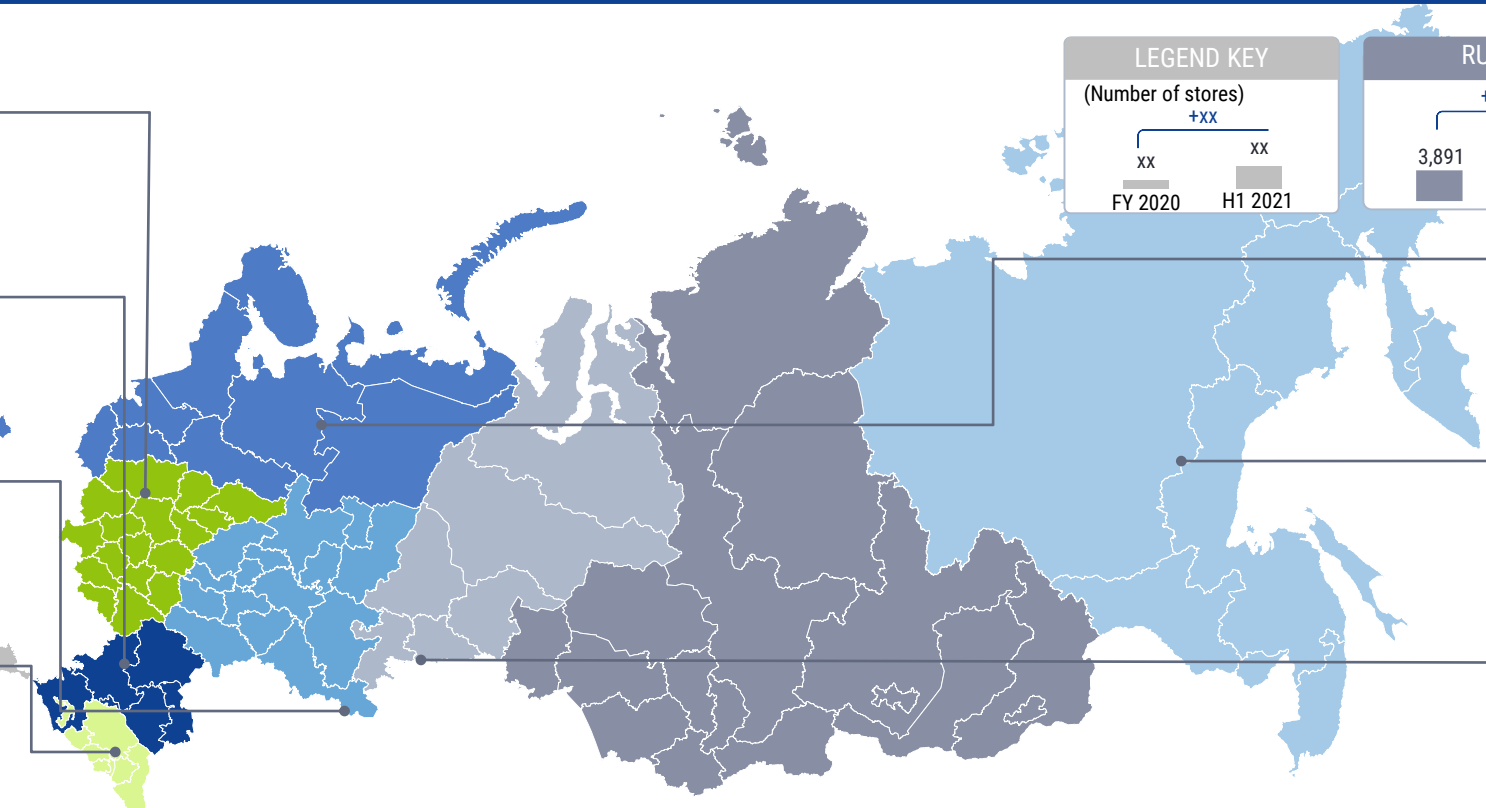 LEGEND KEY
(Number of stores)
+xx
xx
xx
FY 2020
H1 2021
RU
+
3,891